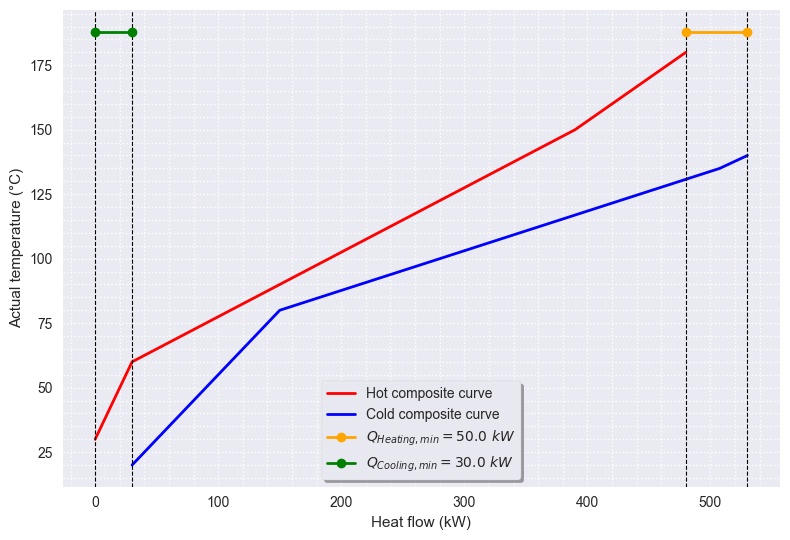 175
150
125
100
75
50
25
Actual temperature (°C)
Hot composite curve
Cold composite curve
Q_{Heating, min} = 50.0 kW
Q_{Cooling, min} = 30.0 kW
0 100 200 300 400 500
Heat flow (kW)